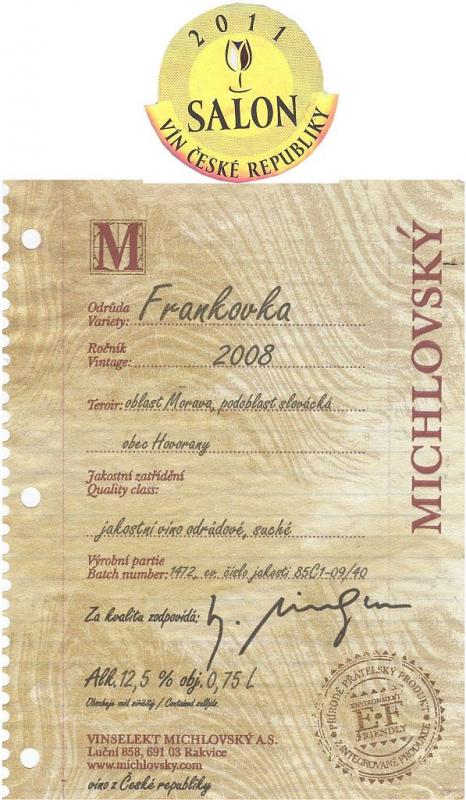 2011
SALON
VÍN ČESKÉ REPUBLIKY
M
MICHLOVSKÝ
Odrůda
Variety: Frankovka
Ročník
Vintage: 2008
Teroir: oblast Morava, podoblast slovácká
obec Hovorany
Jakostní zatřídění
Quality class:
jakostní víno odrůdové, suché
Výrobní partie
Batch number: 1472, ev. číslo jakosti 85C1-09/40
Za kvalitu zodpovídá:
Alk. 12,5 % obj. 0,75 L
Obsahuje oxid siřičitý / Contained sulfite.
VINSELEKT MICHLOVSKÝ A.S.
Luční 858, 691 03 Rakvice
www.michlovsky.com
víno z České republiky
PŘÍRODĚ PŘÁTELSKÝ PRODUKT
ENVIRONMENT
E·F
FRIENDLY
Z INTEGROVANÉ PRODUKCE